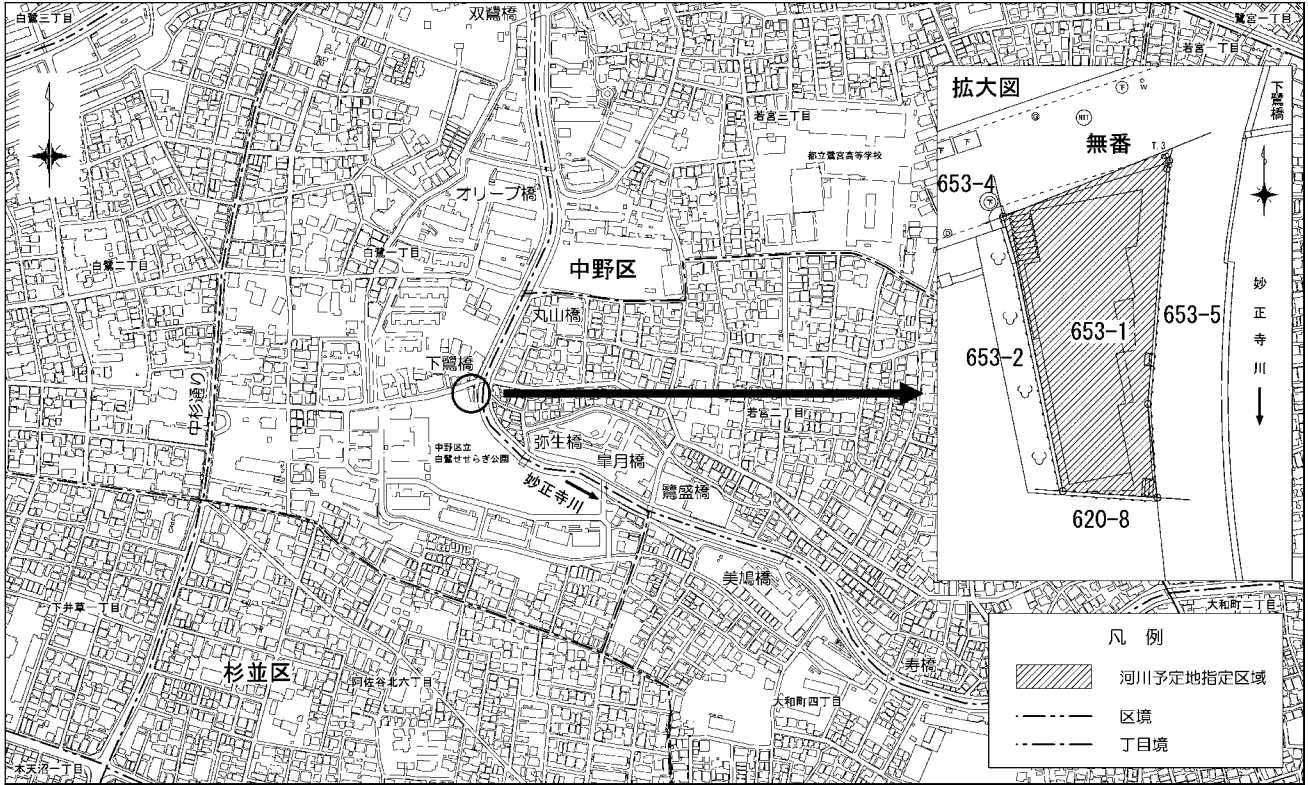 白鷺三丁目
双鷺橋
鷺宮一丁目
若宮一丁目
若宮三丁目
都立鷺宮高等学校
オリーブ橋
白鷺一丁目
白鷺二丁目
中野区
丸山橋
下鷺橋
中杉通り
若宮二丁目
中野区立
白鷺せせらぎ公園
弥生橋
皐月橋
鷺盛橋
妙正寺川
美鳩橋
下井草一丁目
杉並区
阿佐谷北六丁目
大和町四丁目
寿橋
大和町二丁目
本天沼一丁目
拡大図
下鷺橋
無番
T.3
NTT
下
下
下
下
653-4
653-1
653-5
653-2
620-8
妙正寺川
凡 例
河川予定地指定区域
区境
丁目境